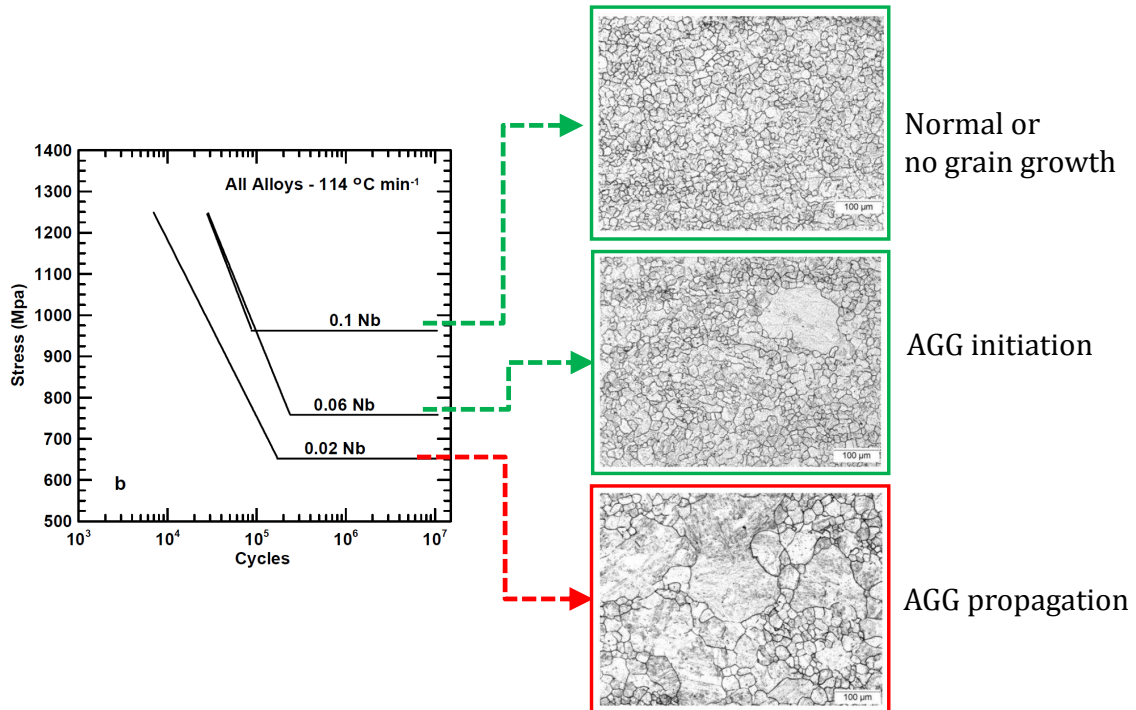 1400
1300
1200
1100
1000
900
800
750
700
650
600
500
Stress (Mpa)
All Alloys - 114 °C min⁻¹
0.1 Nb
0.06 Nb
0.02 Nb
b
10³
10⁴
10⁵
10⁶
10⁷
Cycles
100 µm
Normal or
no grain growth
100 µm
AGG initiation
100 µm
AGG propagation